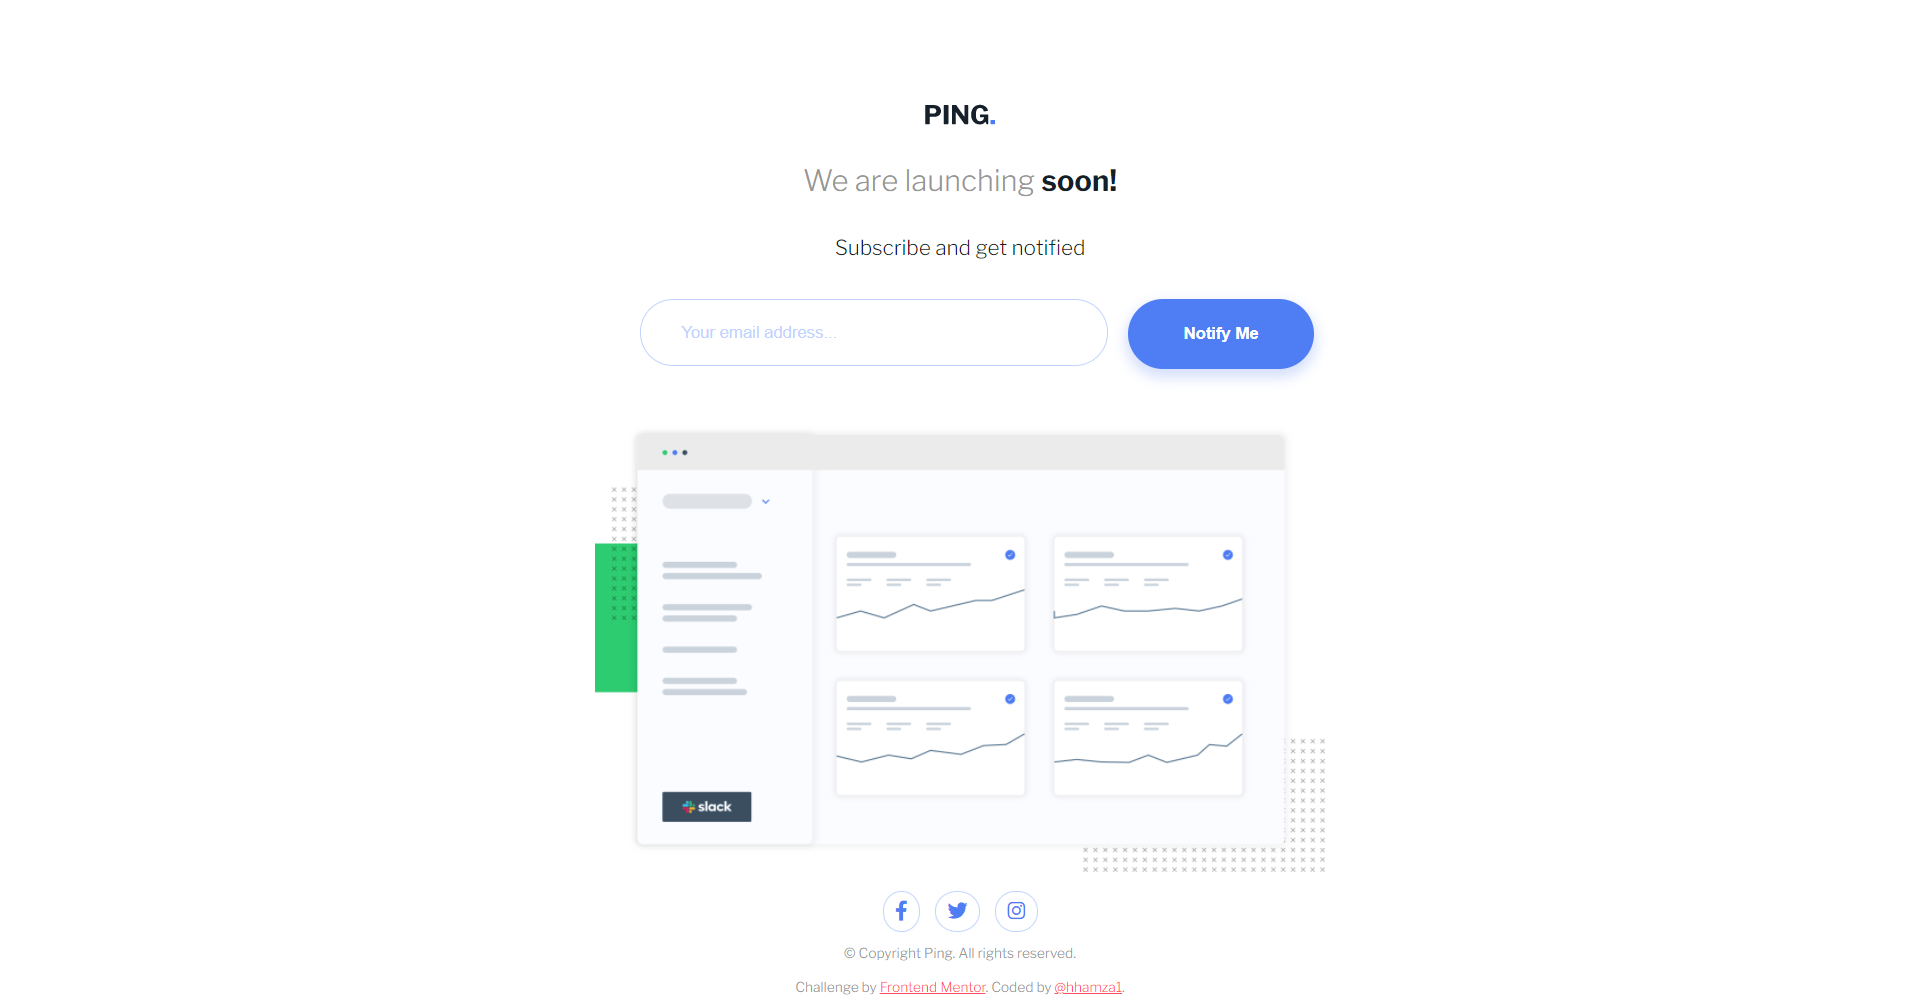 PING.
We are launching soon!
Subscribe and get notified
Your email address...
Notify Me
slack
© Copyright Ping. All rights reserved.
Challenge by Frontend Mentor. Coded by @hhamza1.